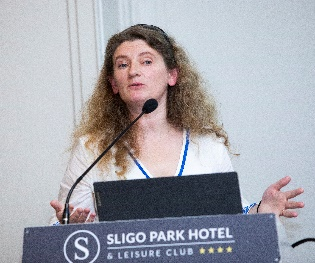 S
SLIGO PARK HOTEL
& LEISURE CLUB ★★★★